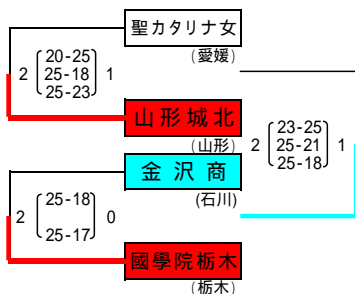 聖カタリナ女
(愛媛)
2 20-25 1
25-18
25-23
山形城北
(山形)
2 23-25 1
25-21
25-18
金沢商
(石川)
2 25-18 0
25-17
國學院栃木
(栃木)